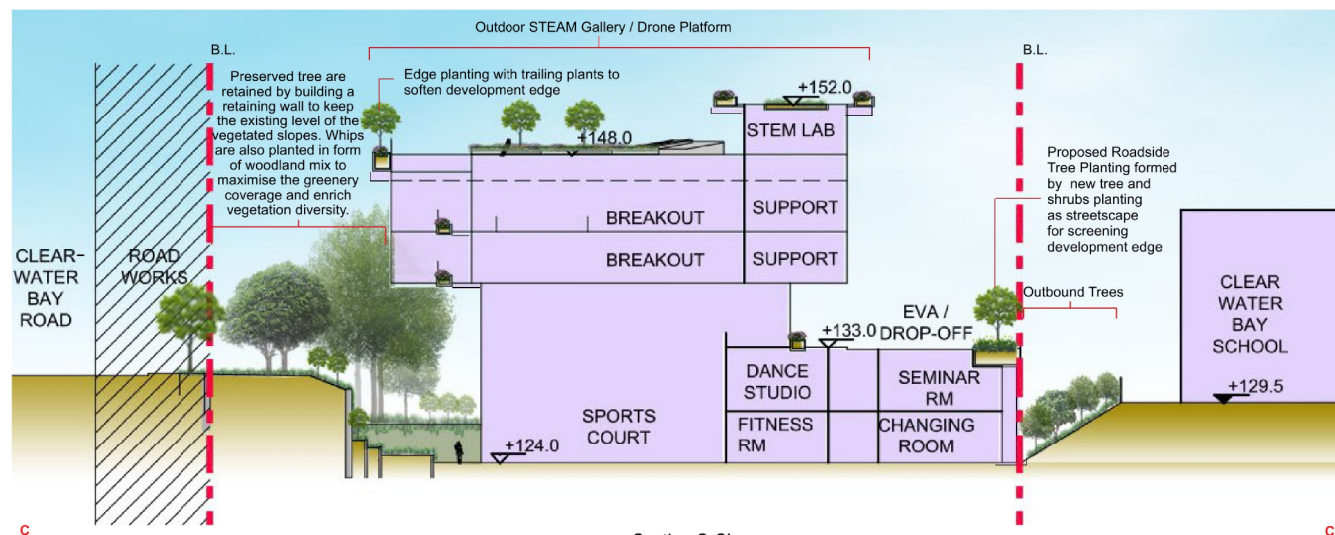 Outdoor STEAM Gallery / Drone Platform
B.L.
B.L.
Preserved tree are
retained by building a
retaining wall to keep
the existing level of the
vegetated slopes. Whips
are also planted in form
of woodland mix to
maximise the greenery
coverage and enrich
vegetation diversity.
Edge planting with trailing plants to
soften development edge
+152.0
STEM LAB
+148.0
Proposed Roadside
Tree Planting formed
by new tree and
shrubs planting
as streetscape
for screening
development edge
BREAKOUT
SUPPORT
BREAKOUT
SUPPORT
CLEAR-
WATER
BAY
ROAD
ROAD
WORKS
Outbound Trees
EVA /
DROP-OFF
+133.0
CLEAR
WATER
BAY
SCHOOL
+129.5
DANCE
STUDIO
SEMINAR
RM
SPORTS
COURT
FITNESS
RM
CHANGING
ROOM
+124.0
C
C